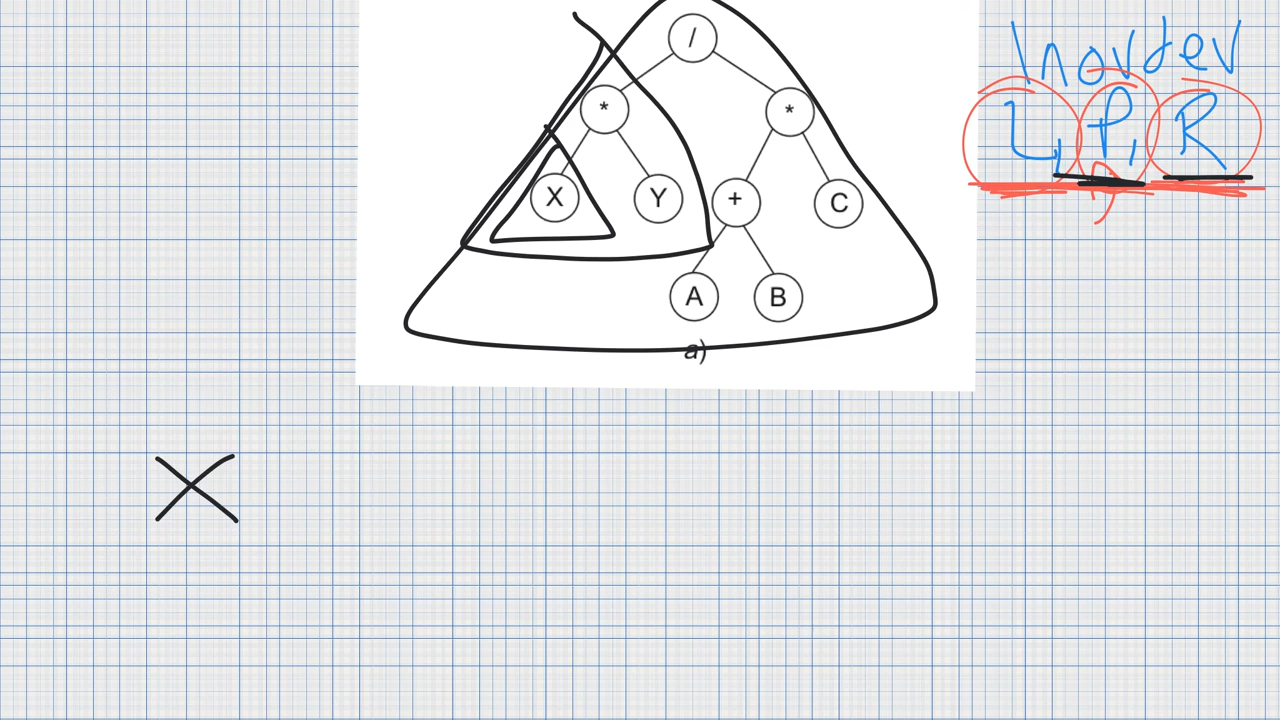 /
Inorder
* *
L, P, R
X Y + C
A B
a)
X